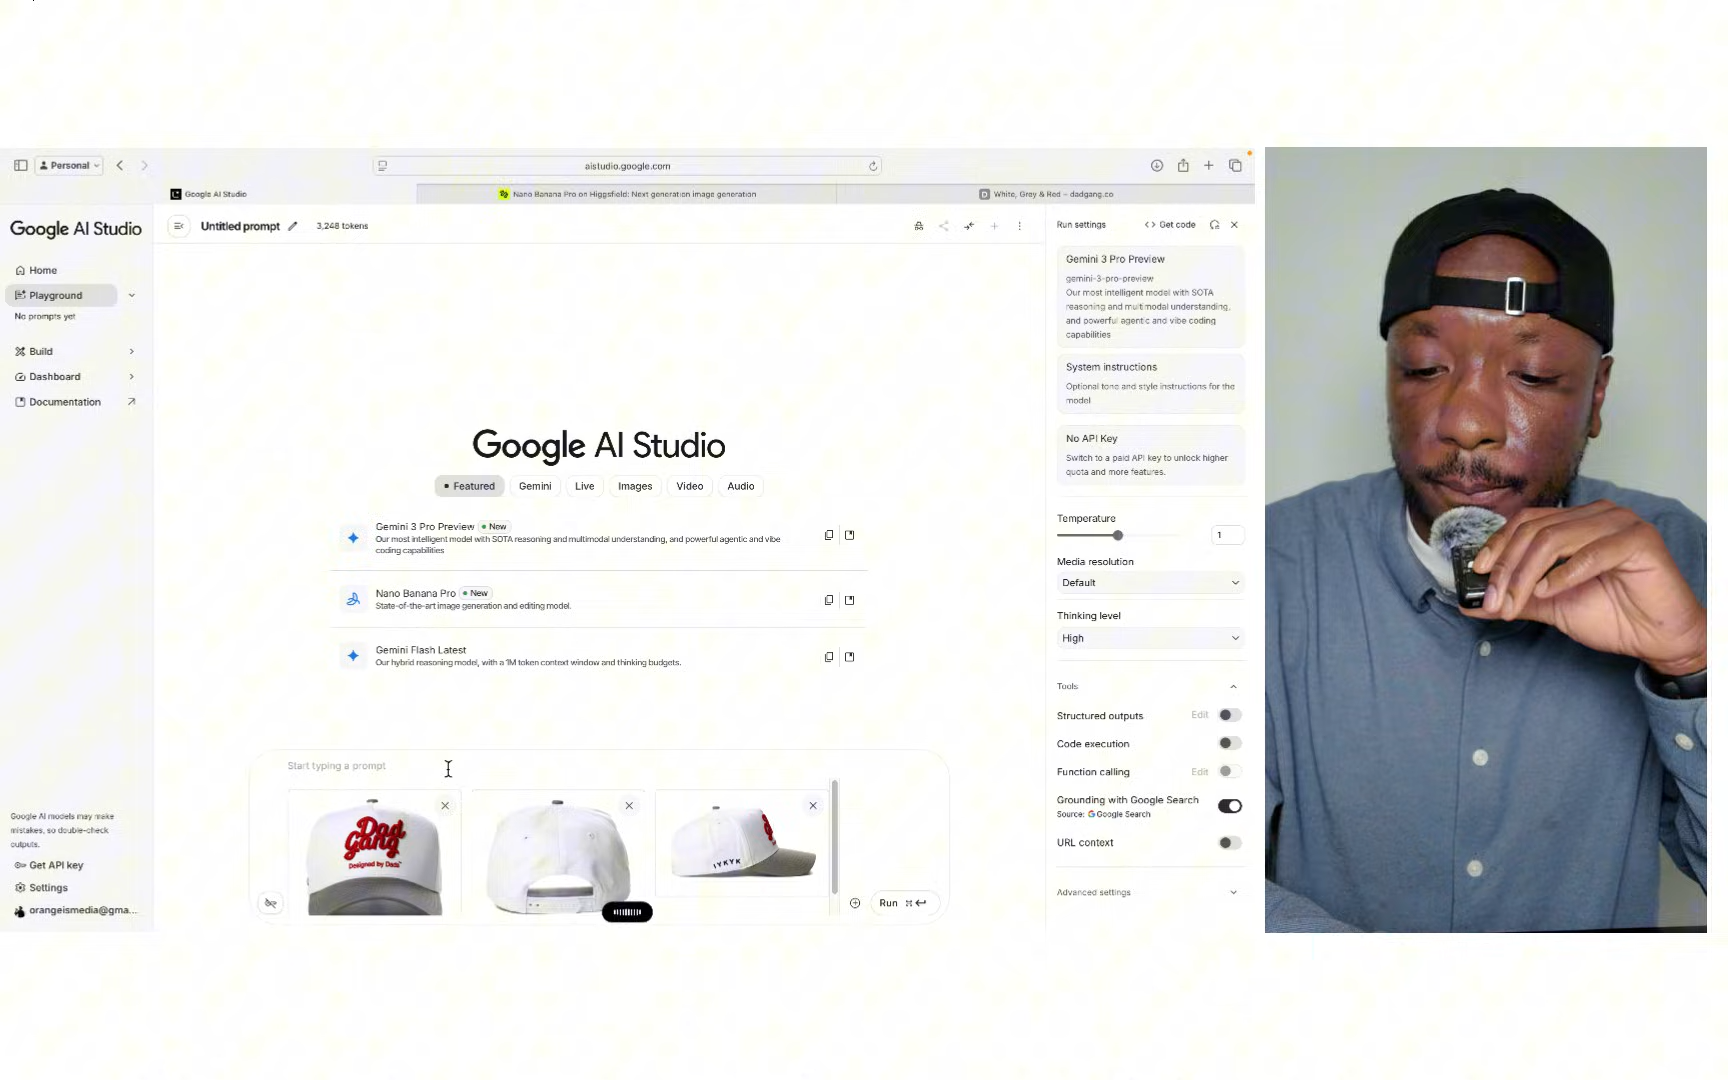 Personal
aistudio.google.com
Google AI Studio
Nano Banana Pro on Higgsfield: Next generation image generation
White, Grey & Red – dadgang.co
Google AI Studio
Home
Playground
No prompts yet
Build
Dashboard
Documentation
Google AI models may make
mistakes, so double-check
outputs.
Get API key
Settings
orangeismedia@gma...
Untitled prompt
3,248 tokens
Google AI Studio
Featured
Gemini
Live
Images
Video
Audio
Gemini 3 Pro Preview
New
Our most intelligent model with SOTA reasoning and multimodal understanding, and powerful agentic and vibe
coding capabilities
Nano Banana Pro
New
State-of-the-art image generation and editing model.
Gemini Flash Latest
Our hybrid reasoning model, with a 1M token context window and thinking budgets.
Start typing a prompt
Dad
Gang
Designed by Dads™
IYKYK
Run
Run settings
Get code
Gemini 3 Pro Preview
gemini-3-pro-preview
Our most intelligent model with SOTA
reasoning and multimodal understanding,
and powerful agentic and vibe coding
capabilities
System instructions
Optional tone and style instructions for the
model
No API Key
Switch to a paid API key to unlock higher
quota and more features.
Temperature
1
Media resolution
Default
Thinking level
High
Tools
Structured outputs
Edit
Code execution
Function calling
Edit
Grounding with Google Search
Source: Google Search
URL context
Advanced settings